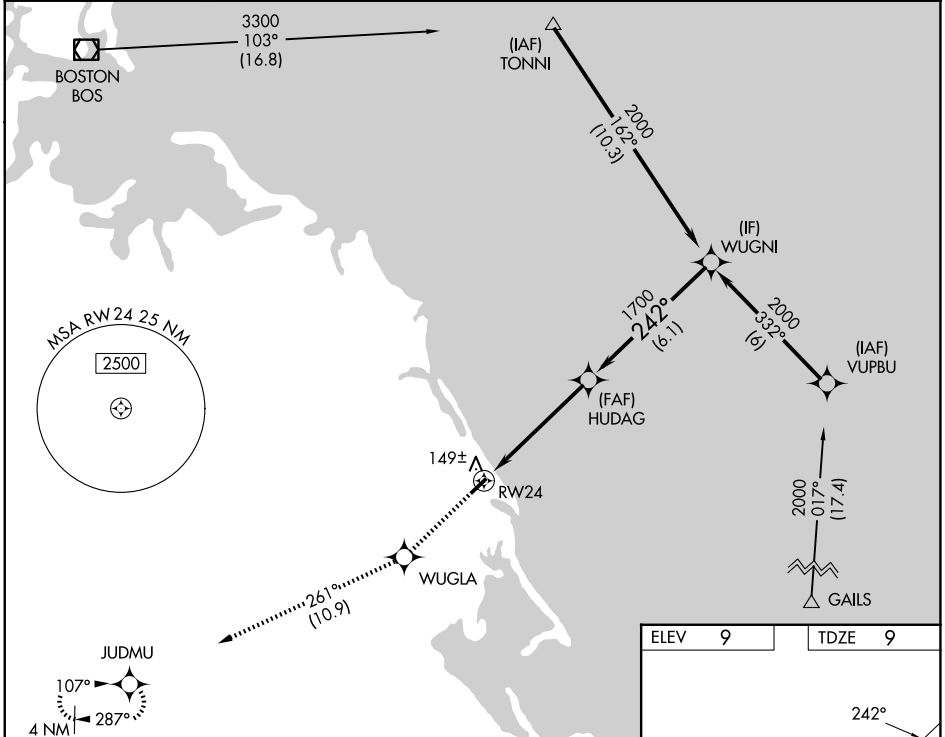 3300
103°
(16.8)
BOSTON
BOS
(IAF)
TONNI
2000
162°
(10.3)
(IF)
WUGNI
1700
242°
(6.1)
2000
332°
(6)
(IAF)
VUPBU
(FAF)
HUDAG
MSA RW24 25 NM
2500
149±
RW24
2000
017°
(17.4)
GAILS
WUGLA
261°
(10.9)
JUDMU
107°
287°
4 NM
ELEV 9
TDZE 9
242°